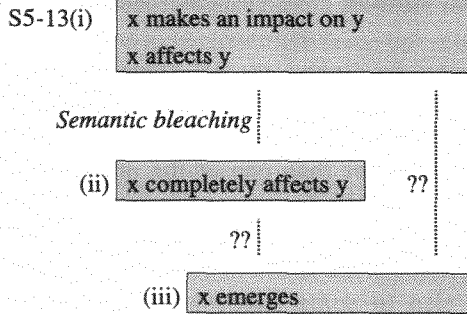 S5-13(i) x makes an impact on y
x affects y
Semantic bleaching
(ii) x completely affects y ??
??
(iii) x emerges